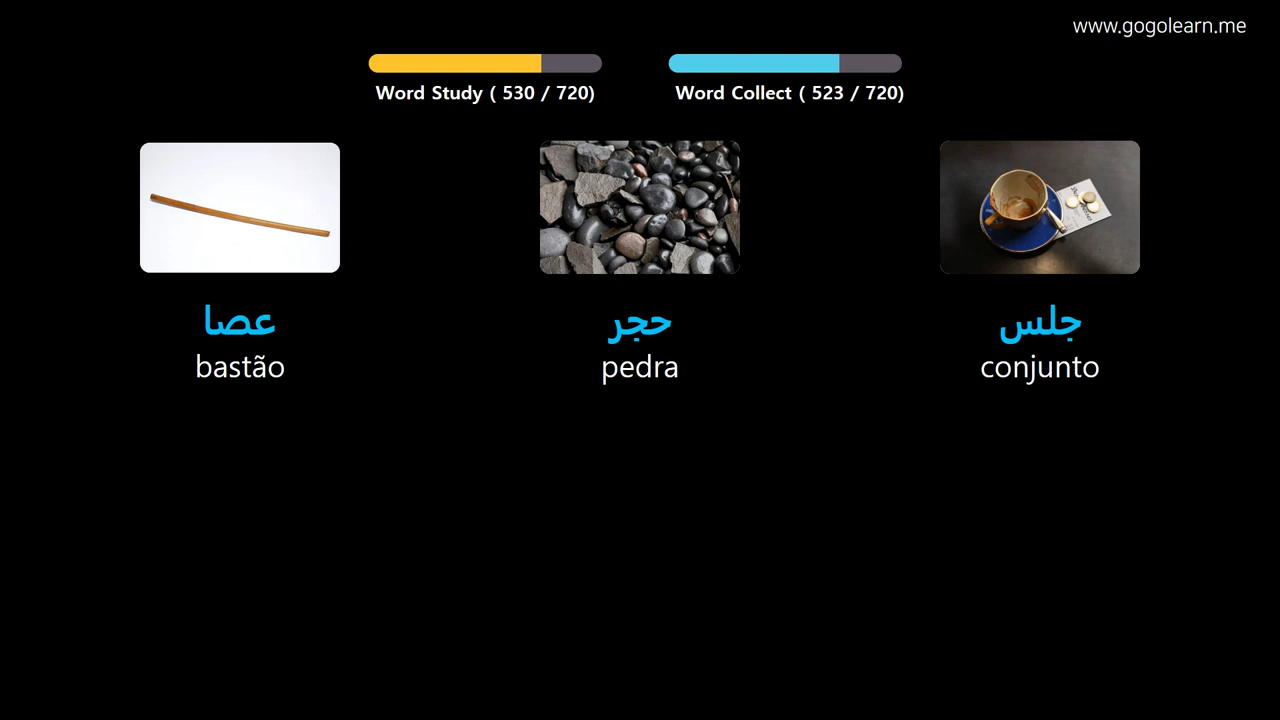 www.gogolearn.me
Word Study ( 530 / 720)
Word Collect ( 523 / 720)
عصا
حجر
جلس
bastão
pedra
conjunto